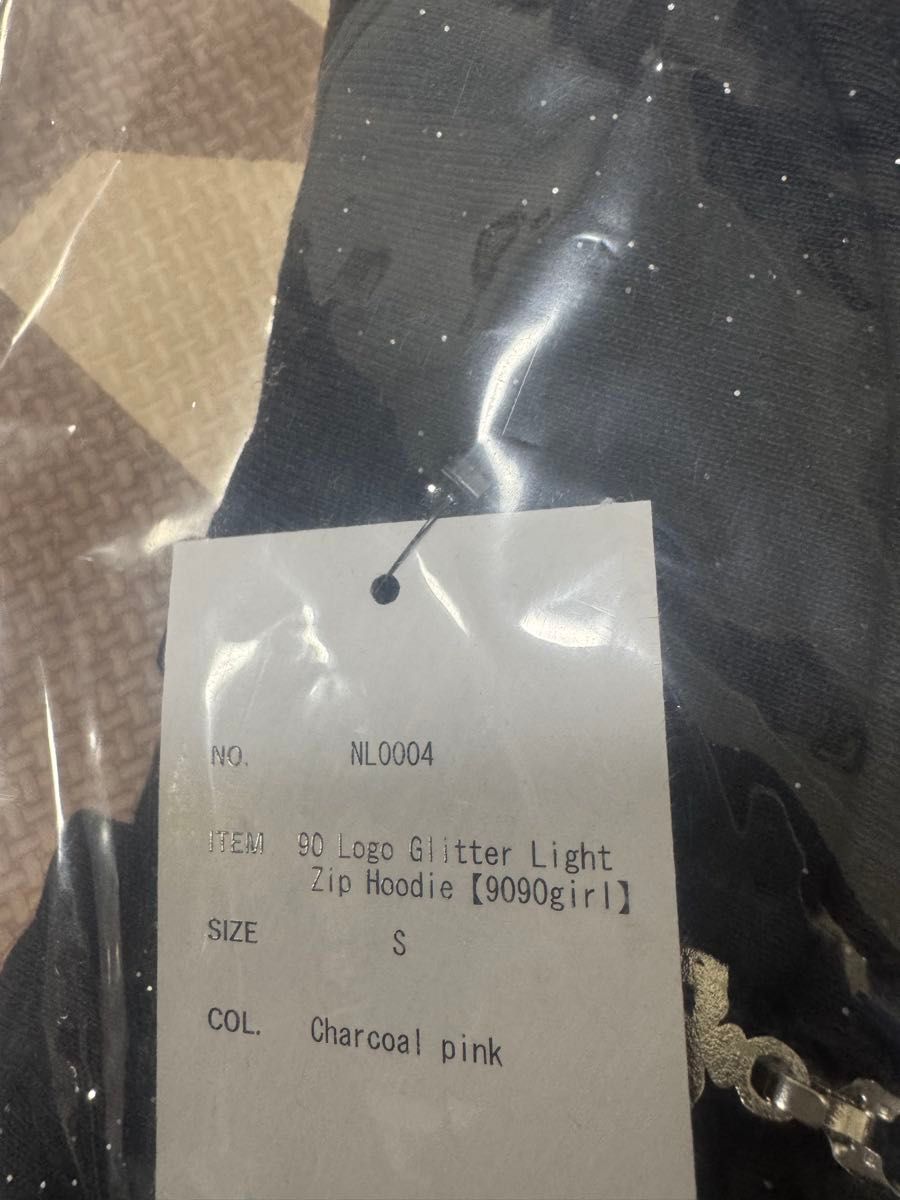 NO. NL0004
ITEM 90 Logo Glitter Light
Zip Hoodie【9090girl】
SIZE S
COL. Charcoal pink